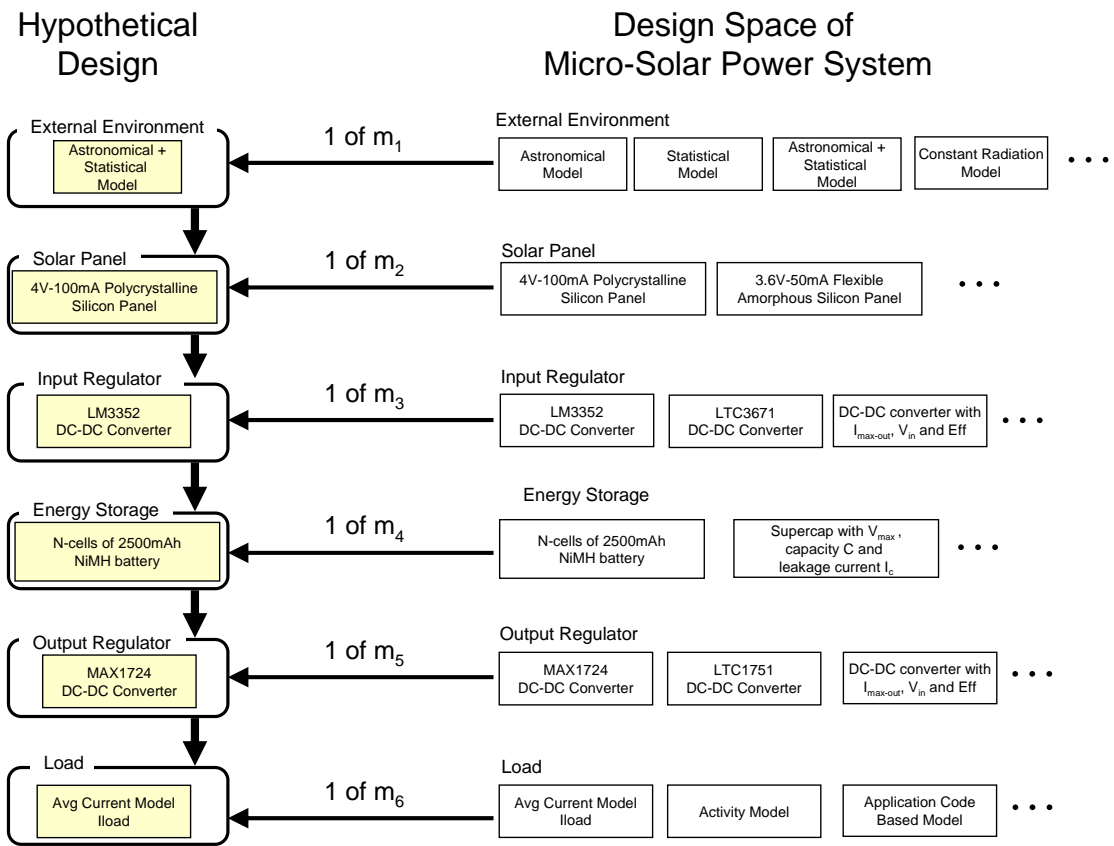 Hypothetical
Design
Design Space of
Micro-Solar Power System
External Environment
Astronomical +
Statistical
Model
1 of m₁
External Environment
Astronomical
Model
Statistical
Model
Astronomical +
Statistical
Model
Constant Radiation
Model
• • •
Solar Panel
4V-100mA Polycrystalline
Silicon Panel
1 of m₂
Solar Panel
4V-100mA Polycrystalline
Silicon Panel
3.6V-50mA Flexible
Amorphous Silicon Panel
• • •
Input Regulator
LM3352
DC-DC Converter
1 of m₃
Input Regulator
LM3352
DC-DC Converter
LTC3671
DC-DC Converter
DC-DC converter with
Imax-out, Vin and Eff
• • •
Energy Storage
N-cells of 2500mAh
NiMH battery
1 of m₄
Energy Storage
N-cells of 2500mAh
NiMH battery
Supercap with Vmax ,
capacity C and
leakage current Ic
• • •
Output Regulator
MAX1724
DC-DC Converter
1 of m₅
Output Regulator
MAX1724
DC-DC Converter
LTC1751
DC-DC Converter
DC-DC converter with
Imax-out, Vin and Eff
• • •
Load
Avg Current Model
Iload
1 of m₆
Load
Avg Current Model
Iload
Activity Model
Application Code
Based Model
• • •